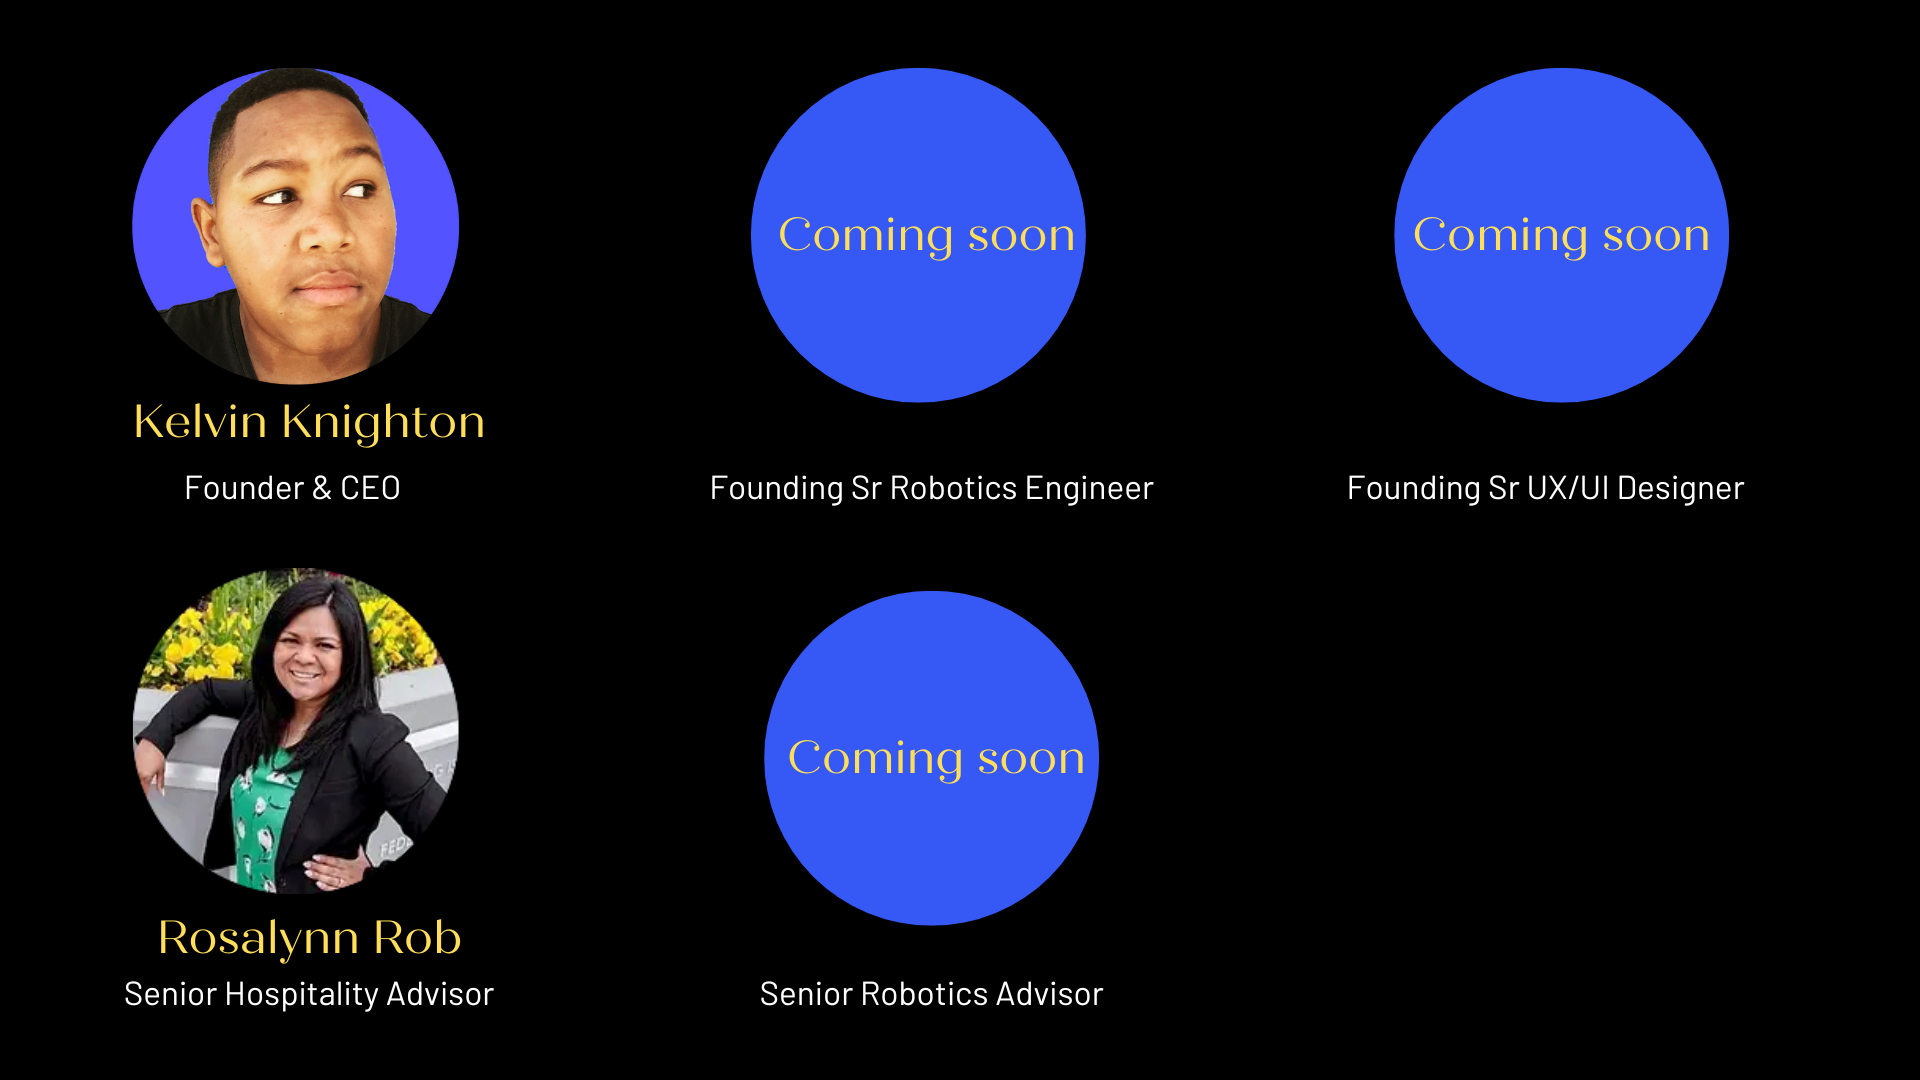 Coming soon
Coming soon
Kelvin Knighton
Founder & CEO
Founding Sr Robotics Engineer
Founding Sr UX/UI Designer
Coming soon
FED
Rosalynn Rob
Senior Hospitality Advisor
Senior Robotics Advisor